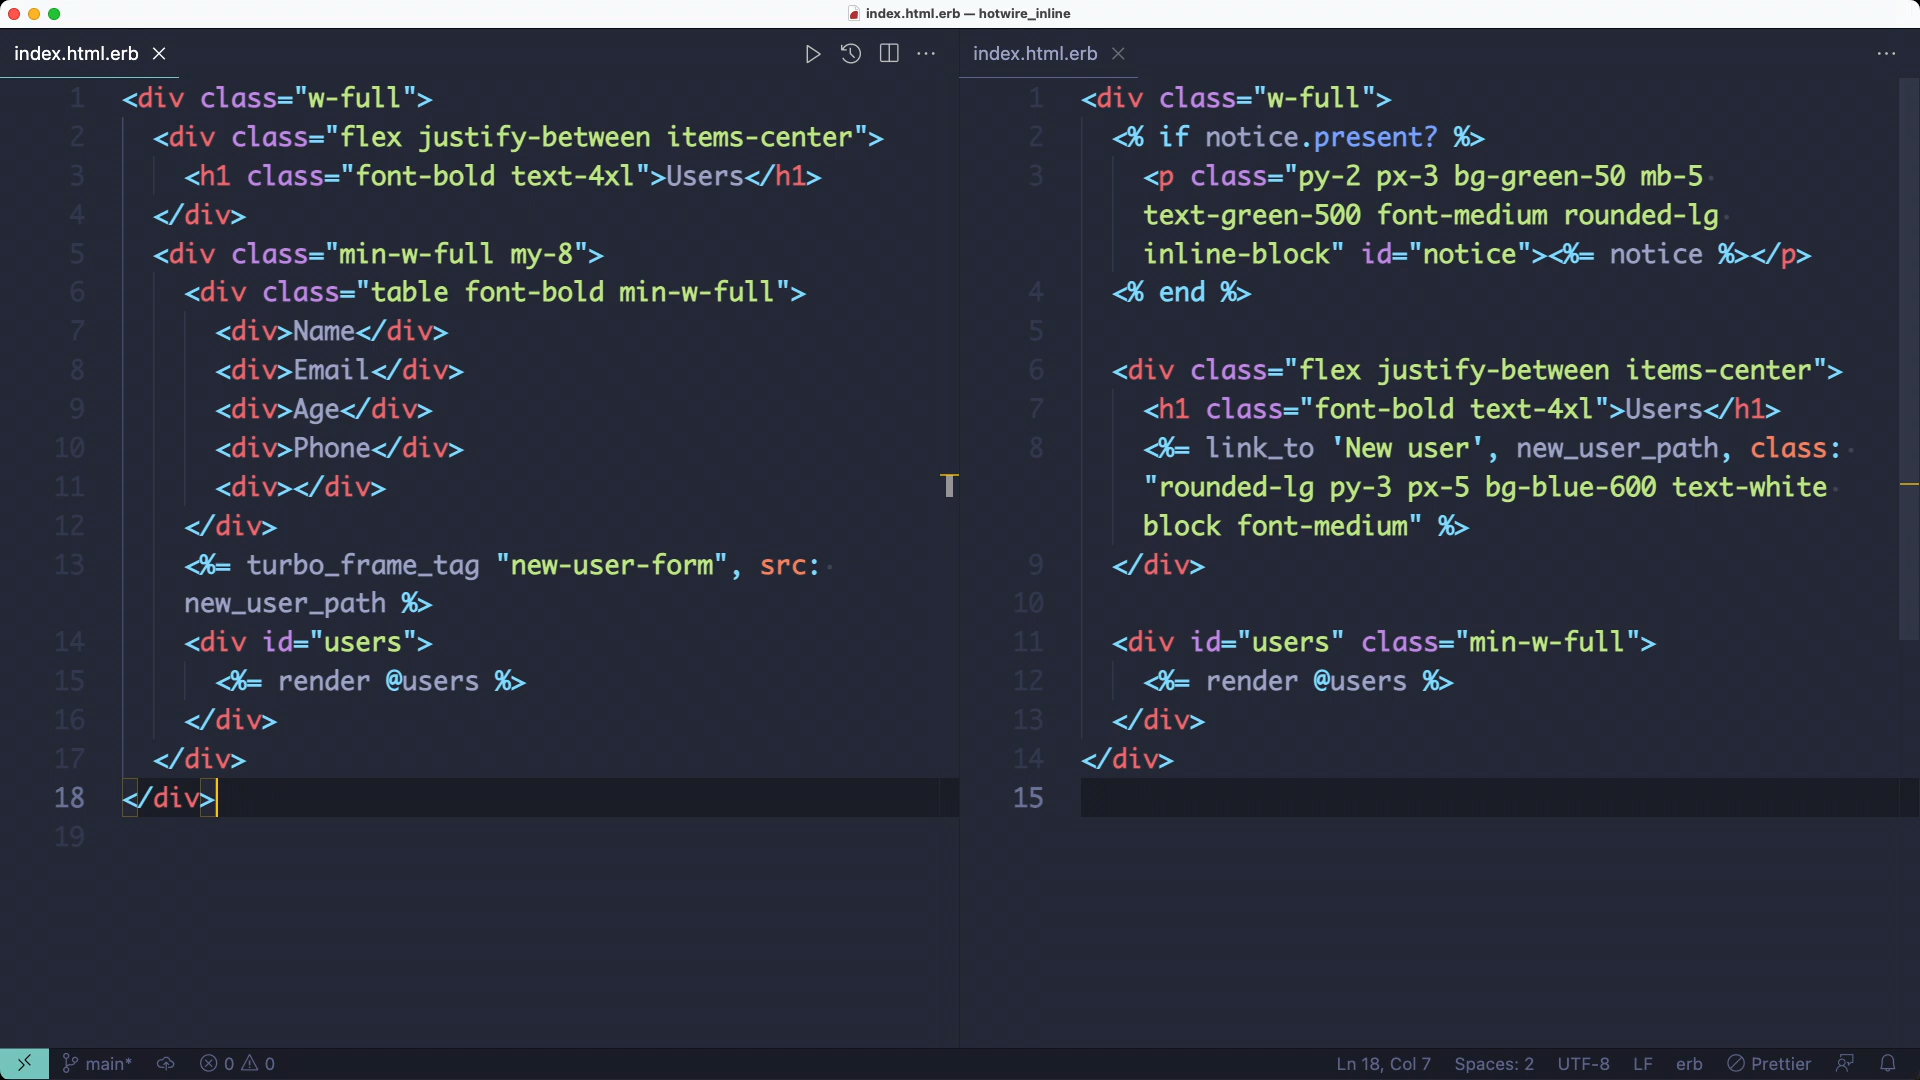 index.html.erb — hotwire_inline
index.html.erb
1 <div class="w-full">
2 <div class="flex justify-between items-center">
3 <h1 class="font-bold text-4xl">Users</h1>
4 </div>
5 <div class="min-w-full my-8">
6 <div class="table font-bold min-w-full">
7 <div>Name</div>
8 <div>Email</div>
9 <div>Age</div>
10 <div>Phone</div>
11 <div></div>
12 </div>
13 <%= turbo_frame_tag "new-user-form", src:
new_user_path %>
14 <div id="users">
15 <%= render @users %>
16 </div>
17 </div>
18 </div>
19
index.html.erb
1 <div class="w-full">
2 <% if notice.present? %>
3 <p class="py-2 px-3 bg-green-50 mb-5
text-green-500 font-medium rounded-lg
inline-block" id="notice"><%= notice %></p>
4 <% end %>
5
6 <div class="flex justify-between items-center">
7 <h1 class="font-bold text-4xl">Users</h1>
8 <%= link_to 'New user', new_user_path, class:
"rounded-lg py-3 px-5 bg-blue-600 text-white
block font-medium" %>
9 </div>
10
11 <div id="users" class="min-w-full">
12 <%= render @users %>
13 </div>
14 </div>
15
main* 0 0 Ln 18, Col 7 Spaces: 2 UTF-8 LF erb Prettier